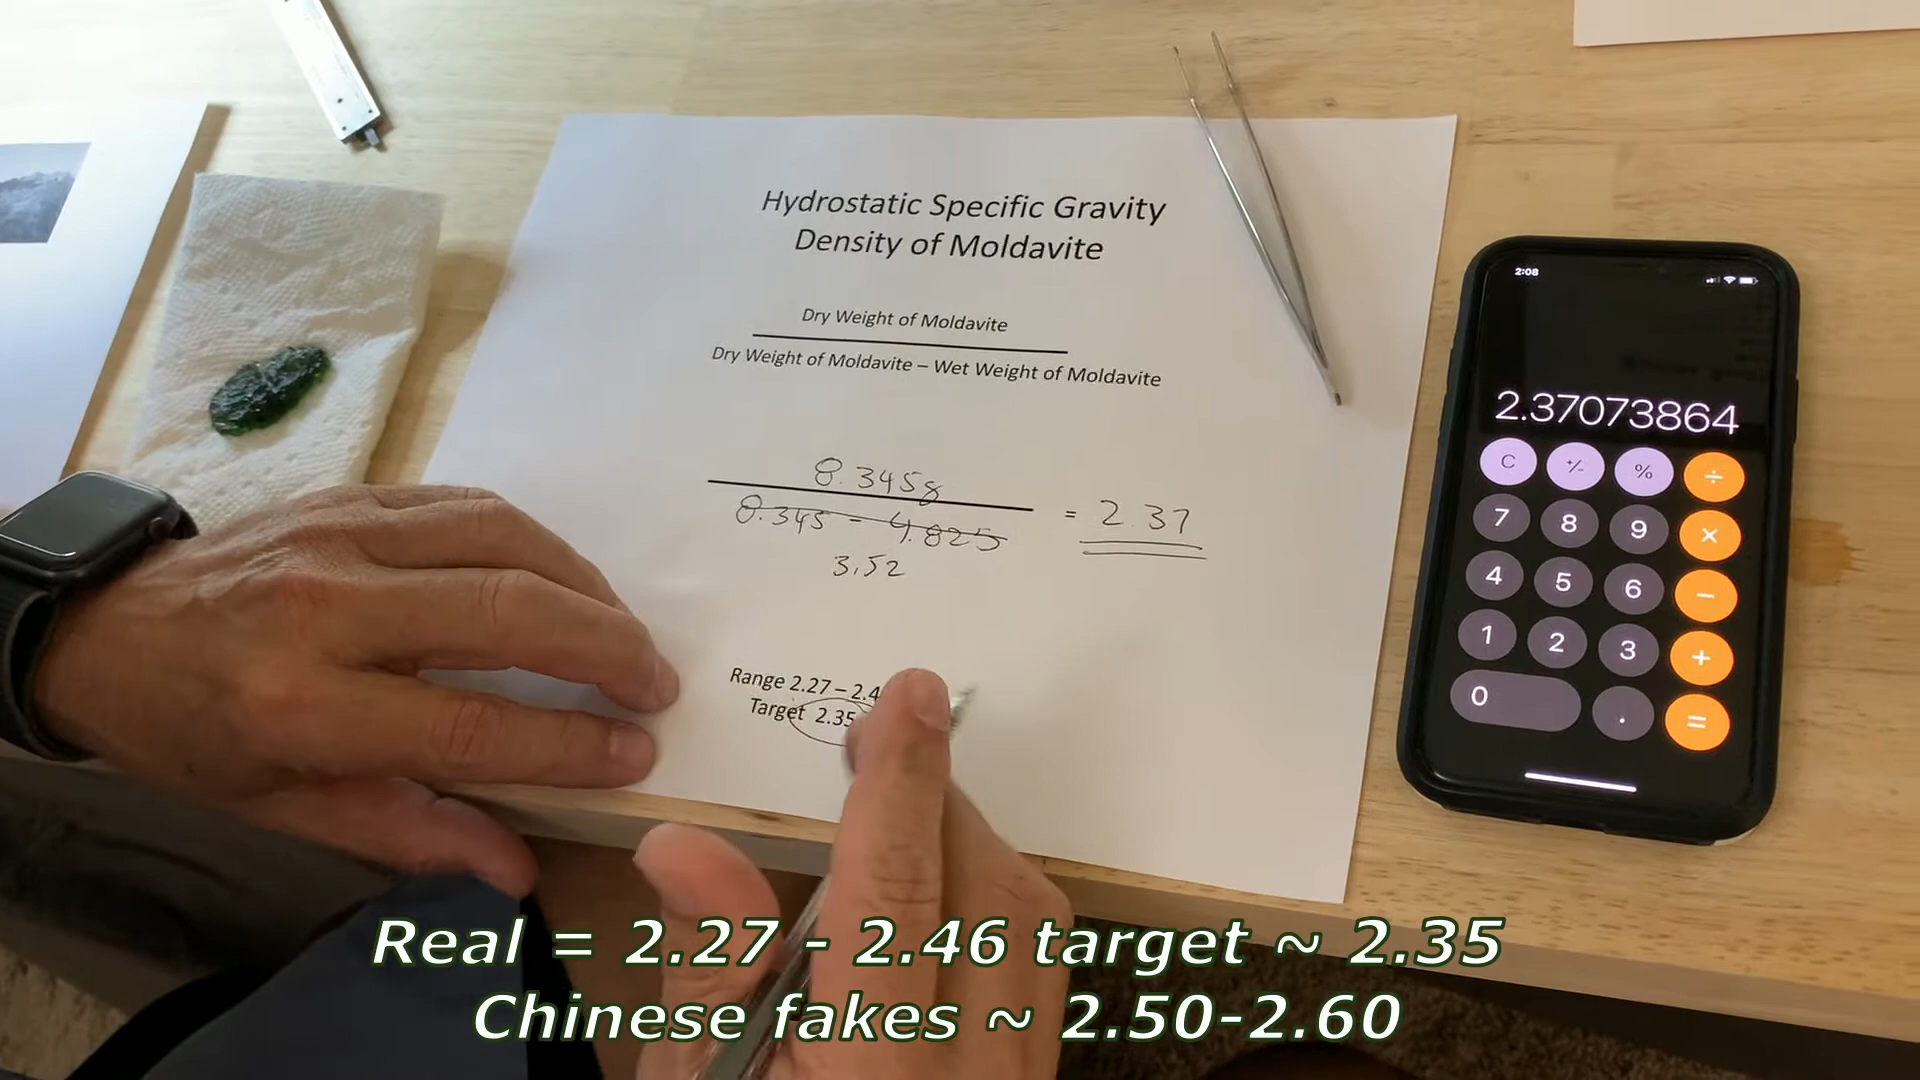 Hydrostatic Specific Gravity
Density of Moldavite
Dry Weight of Moldavite
Dry Weight of Moldavite – Wet Weight of Moldavite
8.345g
8.345 - 4.825
= 2.37
3.52
Range 2.27 – 2.4
Target 2.35
2:08
2.37073864
C +/- % ÷
7 8 9 ×
4 5 6 −
1 2 3 +
0 . =
Real = 2.27 - 2.46 target ~ 2.35
Chinese fakes ~ 2.50-2.60